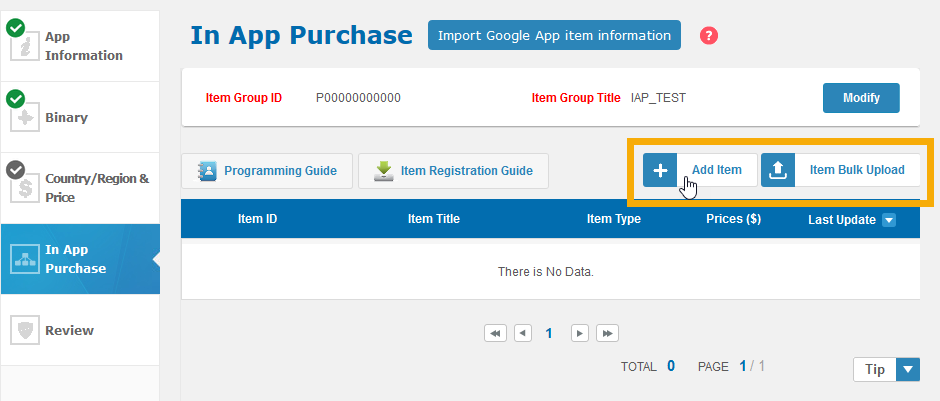 App
Information
Binary
Country/Region &
Price
In App
Purchase
Review
In App Purchase
Import Google App item information
?
Item Group ID P00000000000 Item Group Title IAP_TEST Modify
Programming Guide Item Registration Guide Add Item Item Bulk Upload
Item ID Item Title Item Type Prices ($) Last Update
There is No Data.
1
TOTAL 0 PAGE 1 / 1
Tip